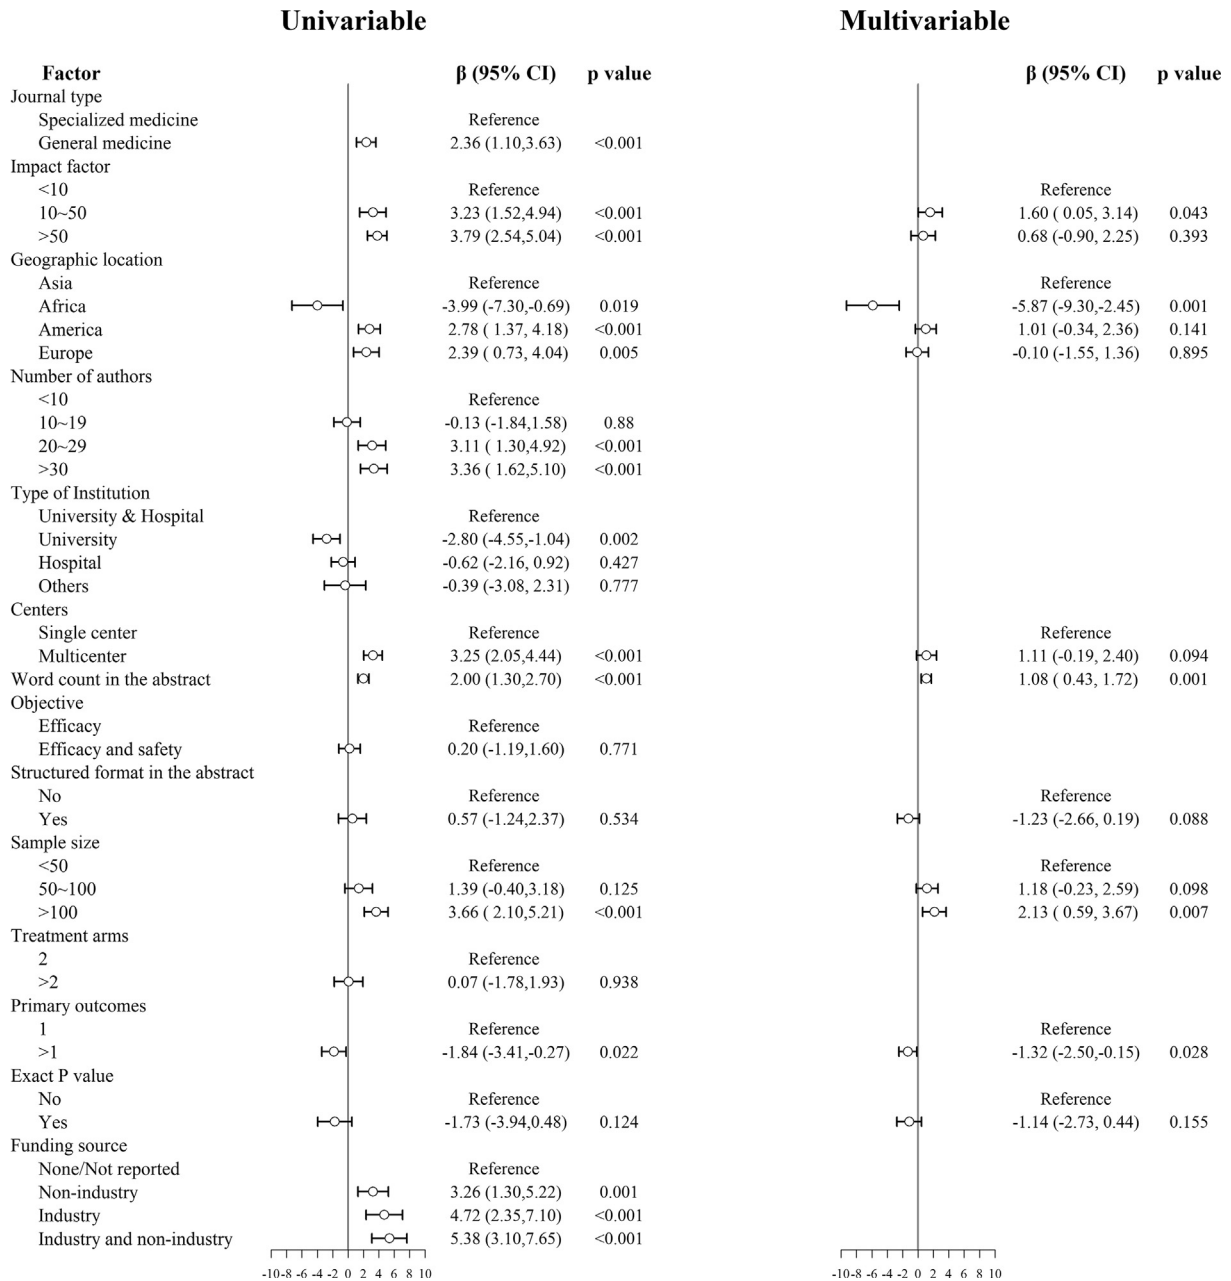 Univariable Multivariable
Factor β (95% CI) p value β (95% CI) p value
Journal type
Specialized medicine Reference
General medicine 2.36 (1.10,3.63) <0.001
Impact factor
<10 Reference Reference
10~50 3.23 (1.52,4.94) <0.001 1.60 ( 0.05, 3.14) 0.043
>50 3.79 (2.54,5.04) <0.001 0.68 (-0.90, 2.25) 0.393
Geographic location
Asia Reference Reference
Africa -3.99 (-7.30,-0.69) 0.019 -5.87 (-9.30,-2.45) 0.001
America 2.78 ( 1.37, 4.18) <0.001 1.01 (-0.34, 2.36) 0.141
Europe 2.39 ( 0.73, 4.04) 0.005 -0.10 (-1.55, 1.36) 0.895
Number of authors
<10 Reference
10~19 -0.13 (-1.84,1.58) 0.88
20~29 3.11 ( 1.30,4.92) <0.001
>30 3.36 ( 1.62,5.10) <0.001
Type of Institution
University & Hospital Reference
University -2.80 (-4.55,-1.04) 0.002
Hospital -0.62 (-2.16, 0.92) 0.427
Others -0.39 (-3.08, 2.31) 0.777
Centers
Single center Reference Reference
Multicenter 3.25 (2.05,4.44) <0.001 1.11 (-0.19, 2.40) 0.094
Word count in the abstract 2.00 (1.30,2.70) <0.001 1.08 ( 0.43, 1.72) 0.001
Objective
Efficacy Reference
Efficacy and safety 0.20 (-1.19,1.60) 0.771
Structured format in the abstract
No Reference Reference
Yes 0.57 (-1.24,2.37) 0.534 -1.23 (-2.66, 0.19) 0.088
Sample size
<50 Reference Reference
50~100 1.39 (-0.40,3.18) 0.125 1.18 (-0.23, 2.59) 0.098
>100 3.66 ( 2.10,5.21) <0.001 2.13 ( 0.59, 3.67) 0.007
Treatment arms
2 Reference
>2 0.07 (-1.78,1.93) 0.938
Primary outcomes
1 Reference Reference
>1 -1.84 (-3.41,-0.27) 0.022 -1.32 (-2.50,-0.15) 0.028
Exact P value
No Reference Reference
Yes -1.73 (-3.94,0.48) 0.124 -1.14 (-2.73, 0.44) 0.155
Funding source
None/Not reported Reference
Non-industry 3.26 (1.30,5.22) 0.001
Industry 4.72 (2.35,7.10) <0.001
Industry and non-industry 5.38 (3.10,7.65) <0.001
-10 -8 -6 -4 -2 0 2 4 6 8 10 -10 -8 -6 -4 -2 0 2 4 6 8 10